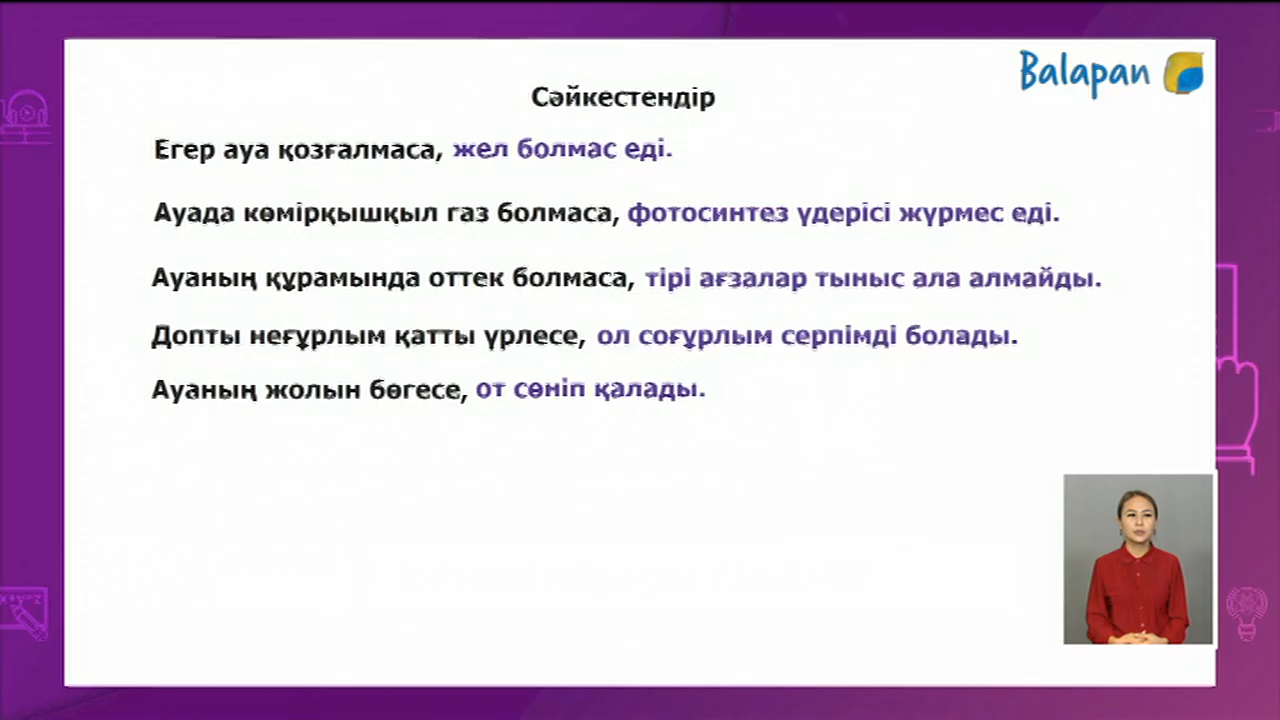 Balapan
Сәйкестендір
Егер ауа қозғалмаса, жел болмас еді.
Ауада көмірқышқыл газ болмаса, фотосинтез үдерісі жүрмес еді.
Ауаның құрамында оттек болмаса, тірі ағзалар тыныс ала алмайды.
Допты неғұрлым қатты үрлесе, ол соғұрлым серпімді болады.
Ауаның жолын бөгесе, от сөніп қалады.